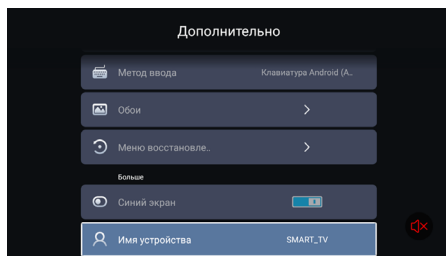 Дополнительно
Метод ввода
Клавиатура Android (A..
Обои
Меню восстановле..
Больше
Синий экран
Имя устройства
SMART_TV